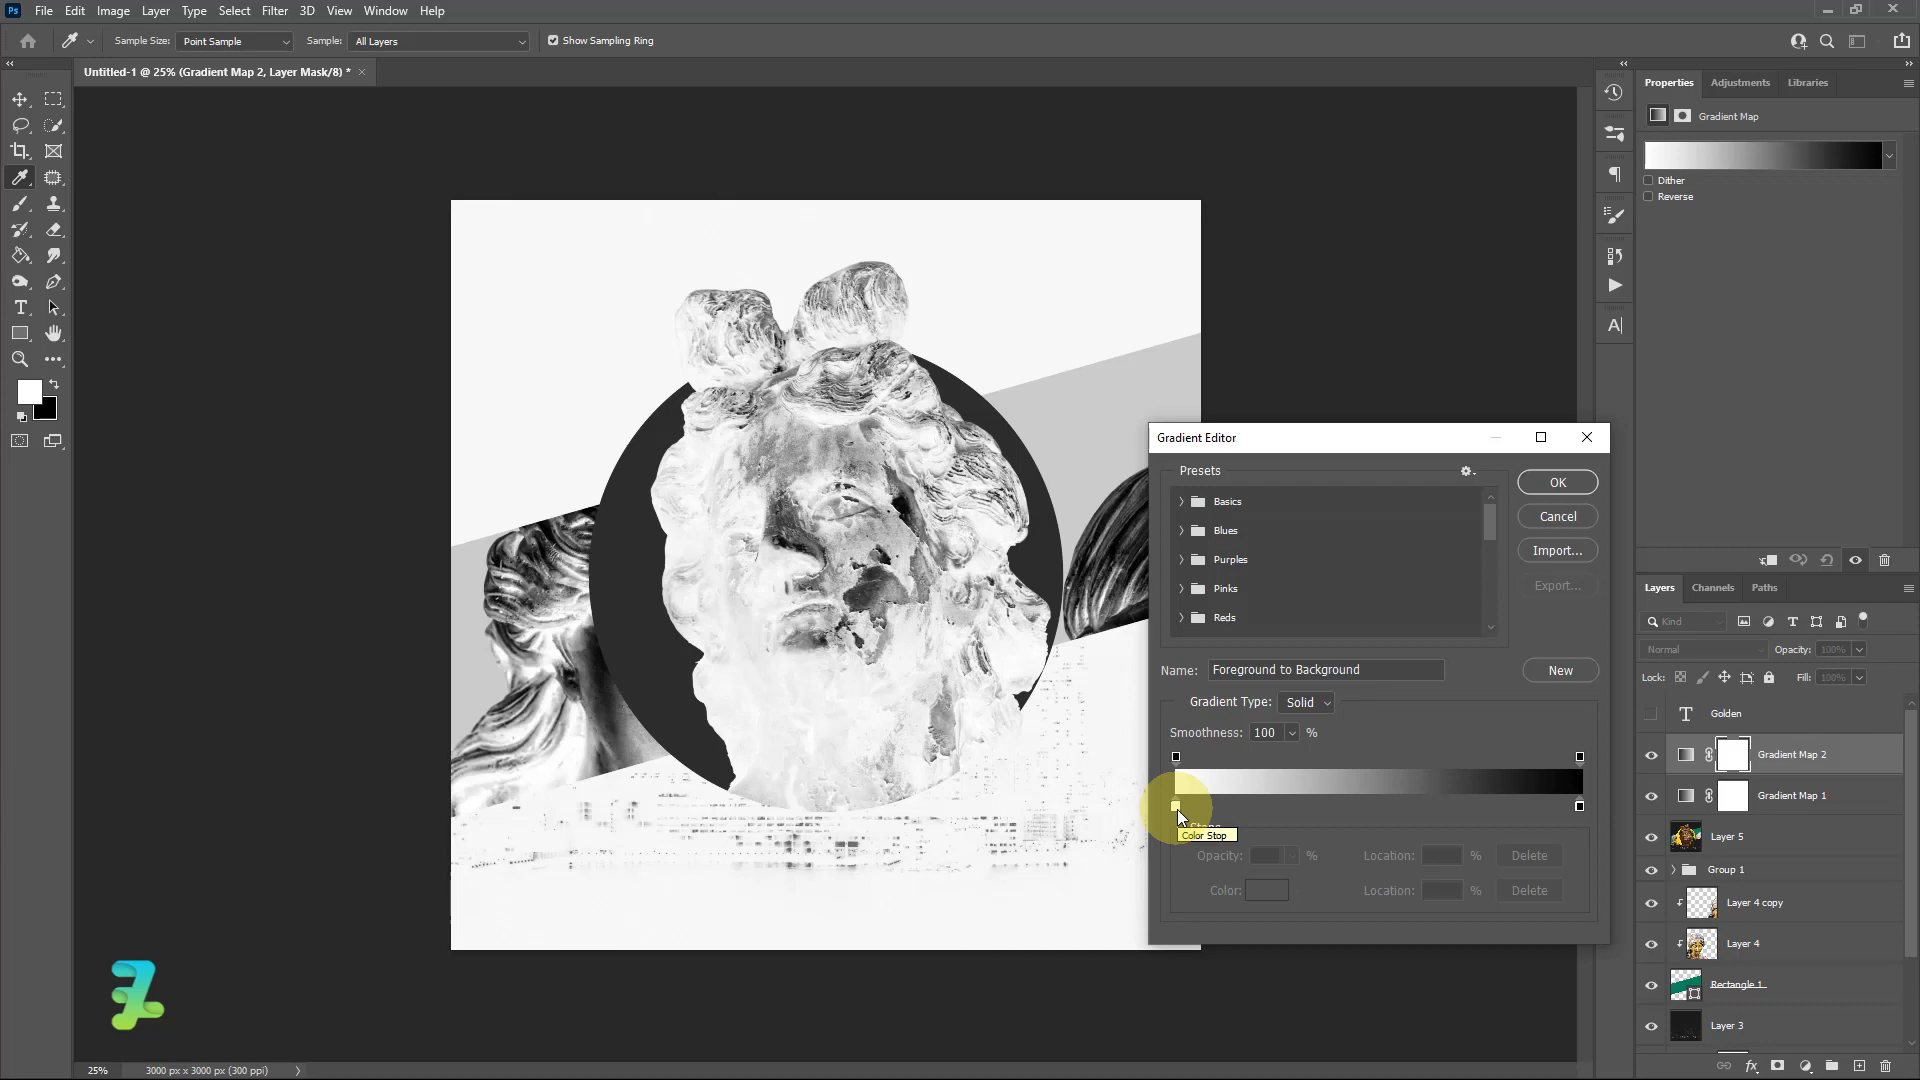 Ps File Edit Image Layer Type Select Filter 3D View Window Help
Sample Size: Point Sample Sample: All Layers Show Sampling Ring
Untitled-1 @ 25% (Gradient Map 2, Layer Mask/8) * ×
Properties Adjustments Libraries
Gradient Map
Dither
Reverse
Gradient Editor
Presets
Basics
Blues
Purples
Pinks
Reds
OK
Cancel
Import...
Export...
Name: Foreground to Background New
Gradient Type: Solid
Smoothness: 100 %
Stops
Color Stop
Opacity: % Location: % Delete
Color: Location: % Delete
Layers Channels Paths
Kind
Normal Opacity: 100%
Lock: Fill: 100%
Golden
Gradient Map 2
Gradient Map 1
Layer 5
Group 1
Layer 4 copy
Layer 4
Rectangle 1
Layer 3
25% 3000 px x 3000 px (300 ppi)